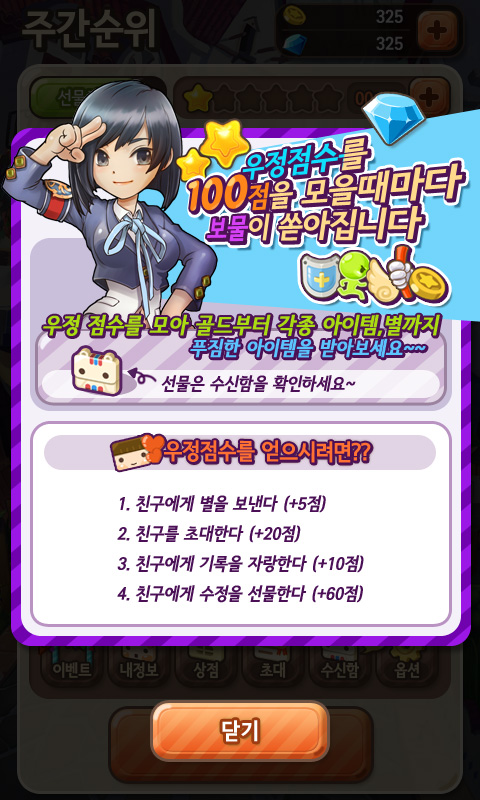 주간순위
325
325
선물
우정점수를
100점을 모을때마다
보물이 쏟아집니다
우정 점수를 모아 골드부터 각종 아이템,별까지
푸짐한 아이템을 받아보세요~~
선물은 수신함을 확인하세요~
우정점수를 얻으시려면??
1. 친구에게 별을 보낸다 (+5점)
2. 친구를 초대한다 (+20점)
3. 친구에게 기록을 자랑한다 (+10점)
4. 친구에게 수정을 선물한다 (+60점)
이벤트 내정보 상점 초대 수신함 옵션
닫기